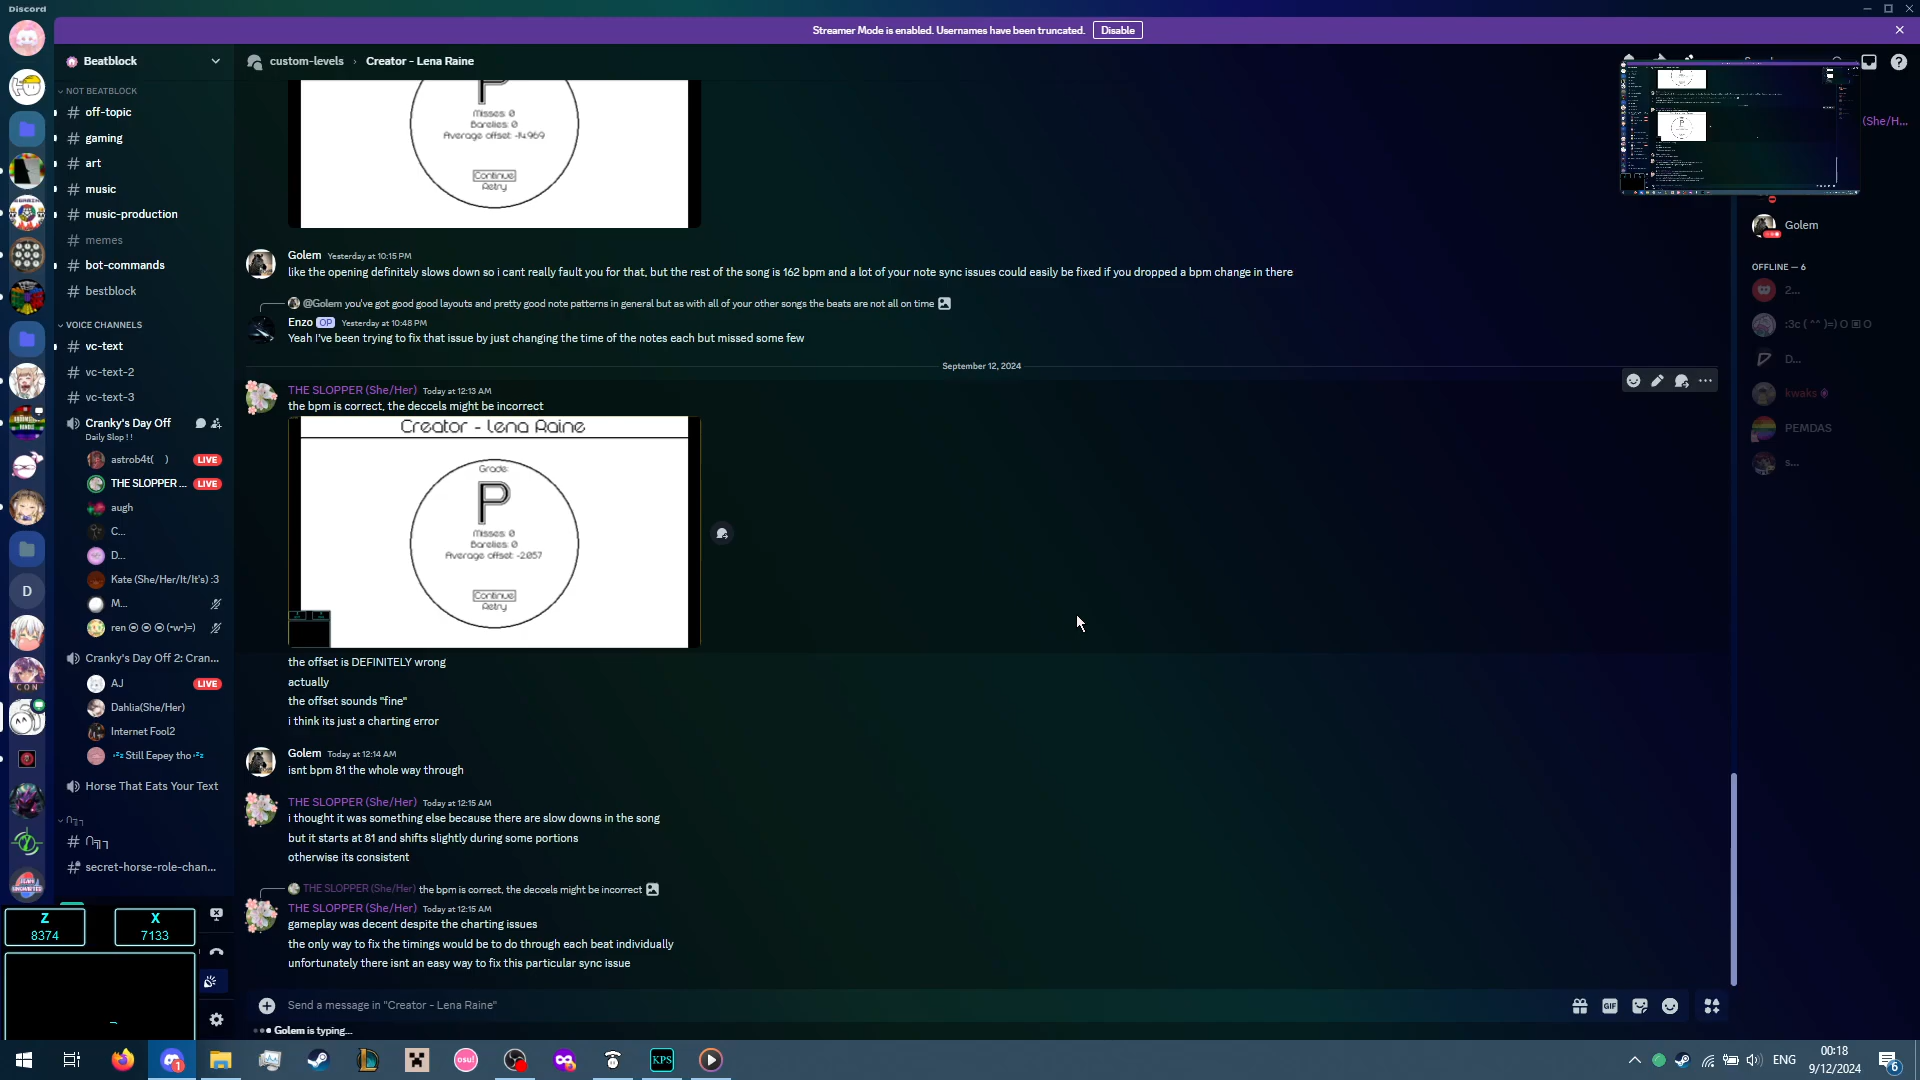 Discord
Streamer Mode is enabled. Usernames have been truncated.
Disable
Beatblock
custom-levels › Creator - Lena Raine
NOT BEATBLOCK
off-topic
gaming
art
music
music-production
memes
bot-commands
bestblock
VOICE CHANNELS
vc-text
vc-text-2
vc-text-3
Cranky's Day Off
Daily Slop ! !
astrob4t( )
LIVE
THE SLOPPER ...
LIVE
augh
C...
D...
Kate (She/Her/It/It's) :3
M...
ren
Cranky's Day Off 2: Cran...
AJ
LIVE
Dahlia(She/Her)
Internet Fool2
Still Eepey tho
Horse That Eats Your Text
secret-horse-role-chan...
Z
8374
X
7133
D
CON
Misses: 0
Barelies: 0
Average offset: -14.969
Continue
Retry
Golem Yesterday at 10:15 PM
like the opening definitely slows down so i cant really fault you for that, but the rest of the song is 162 bpm and a lot of your note sync issues could easily be fixed if you dropped a bpm change in there
@Golem you've got good good layouts and pretty good note patterns in general but as with all of your other songs the beats are not all on time
Enzo OP Yesterday at 10:48 PM
Yeah I've been trying to fix that issue by just changing the time of the notes each but missed some few
September 12, 2024
THE SLOPPER (She/Her) Today at 12:13 AM
the bpm is correct, the deccels might be incorrect
Creator - Lena Raine
Grade:
P
Misses: 0
Barelies: 0
Average offset: -2.057
Continue
Retry
the offset is DEFINITELY wrong
actually
the offset sounds "fine"
i think its just a charting error
Golem Today at 12:14 AM
isnt bpm 81 the whole way through
THE SLOPPER (She/Her) Today at 12:15 AM
i thought it was something else because there are slow downs in the song
but it starts at 81 and shifts slightly during some portions
otherwise its consistent
THE SLOPPER (She/Her) the bpm is correct, the deccels might be incorrect
THE SLOPPER (She/Her) Today at 12:15 AM
gameplay was decent despite the charting issues
the only way to fix the timings would be to do through each beat individually
unfortunately there isnt an easy way to fix this particular sync issue
Send a message in "Creator - Lena Raine"
Golem is typing...
GIF
(She/H...
Golem
OFFLINE — 6
2...
D...
kwaks
PEMDAS
s...
osu!
KPS
ENG
00:18
9/12/2024
6